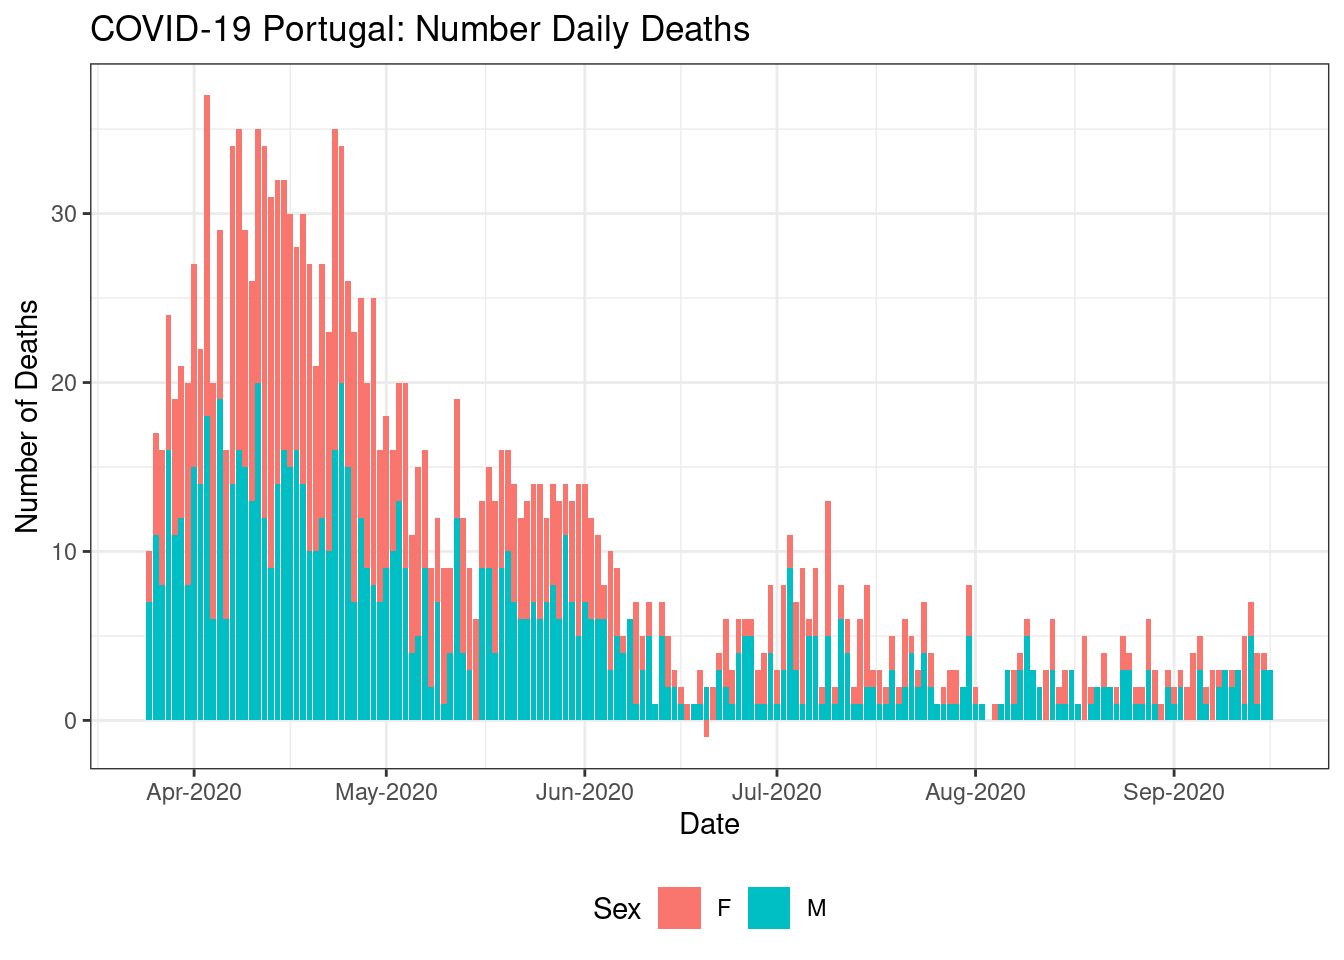 COVID-19 Portugal: Number Daily Deaths
Number of Deaths
30
20
10
0
Apr-2020 May-2020 Jun-2020 Jul-2020 Aug-2020 Sep-2020
Date
Sex F M